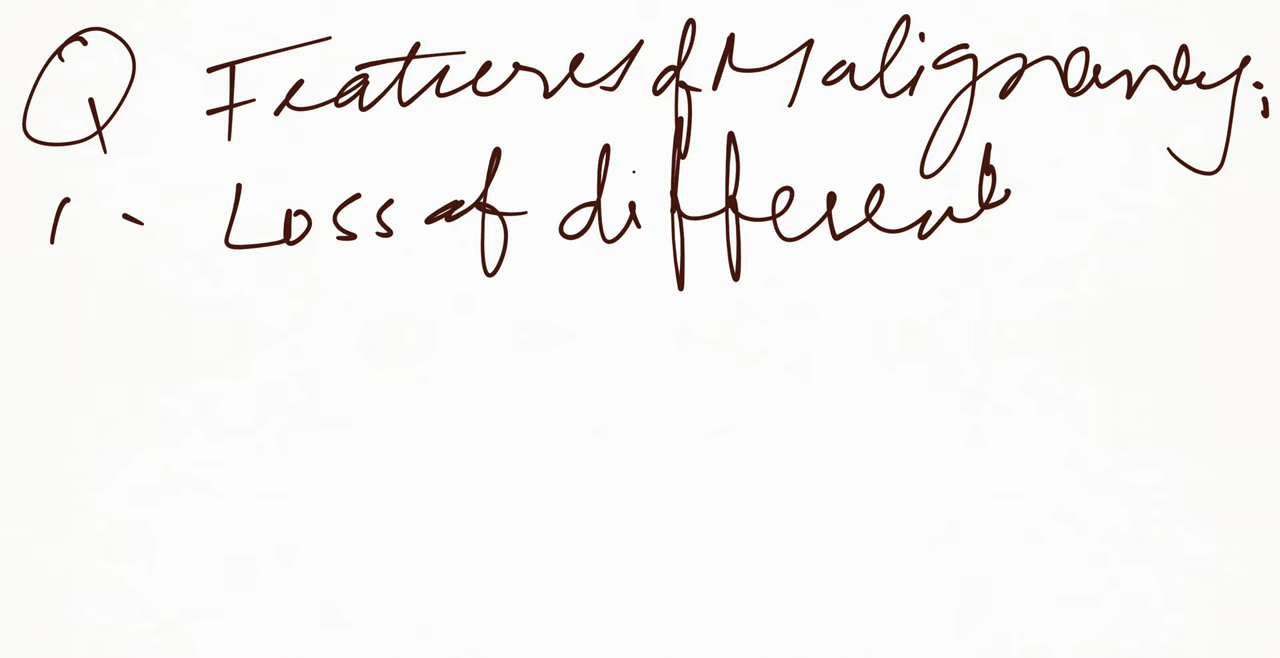 Q Features of Malignancy:
1- Loss of different